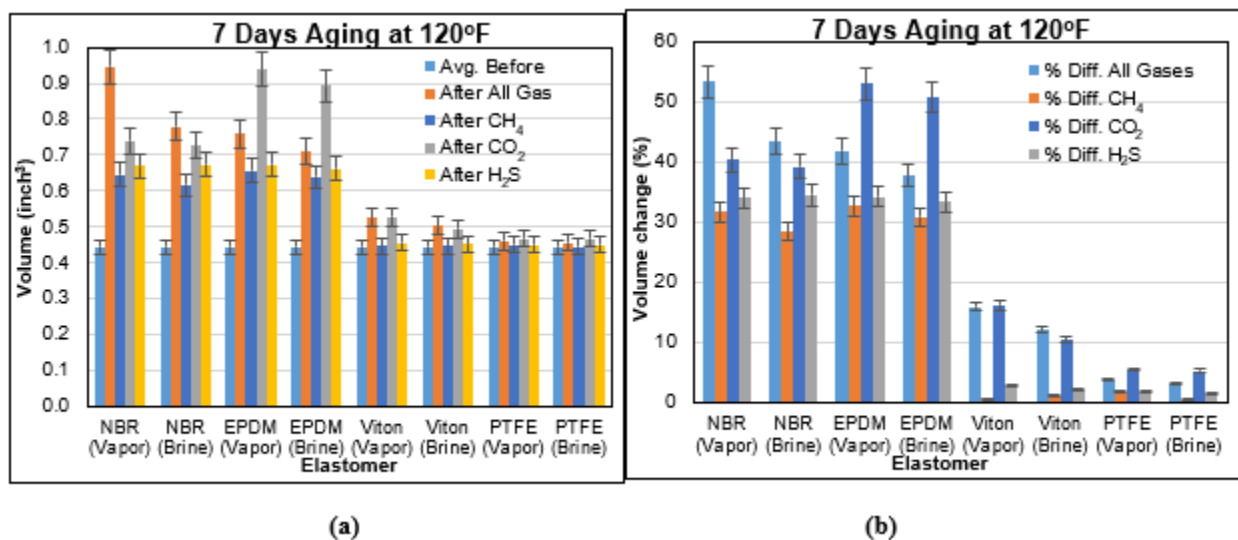 7 Days Aging at 120°F
1.0
0.9
0.8
0.7
0.6
0.5
0.4
0.3
0.2
0.1
0.0
Volume (inch³)
Avg. Before
After All Gas
After CH₄
After CO₂
After H₂S
NBR (Vapor)
NBR (Brine)
EPDM (Vapor)
EPDM (Brine)
Viton (Vapor)
Viton (Brine)
PTFE (Vapor)
PTFE (Brine)
Elastomer
(a)
7 Days Aging at 120°F
60
50
40
30
20
10
0
Volume change (%)
% Diff. All Gases
% Diff. CH₄
% Diff. CO₂
% Diff. H₂S
NBR (Vapor)
NBR (Brine)
EPDM (Vapor)
EPDM (Brine)
Viton (Vapor)
Viton (Brine)
PTFE (Vapor)
PTFE (Brine)
Elastomer
(b)